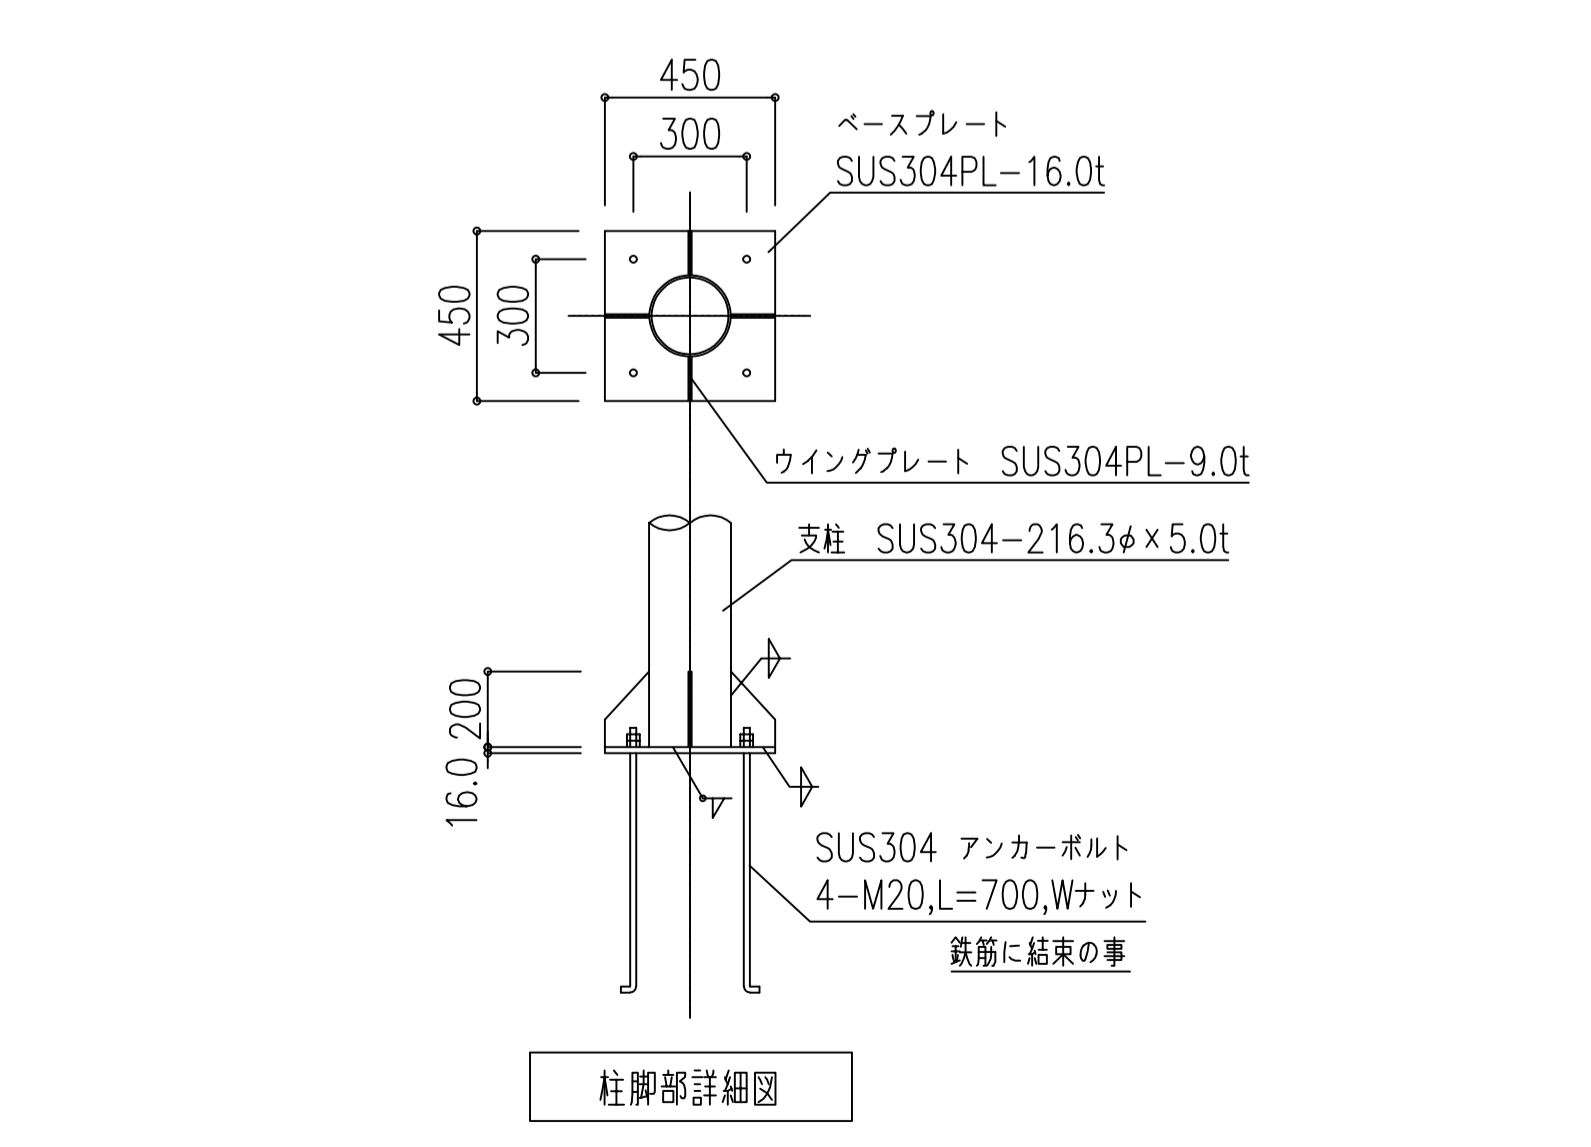 450
300
ベースプレート
SUS304PL-16.0t
450
300
ウイングプレート SUS304PL-9.0t
支柱 SUS304-216.3φ×5.0t
200
16.0
SUS304 アンカーボルト
4-M20,L=700,Wナット
鉄筋に結束の事
柱脚部詳細図